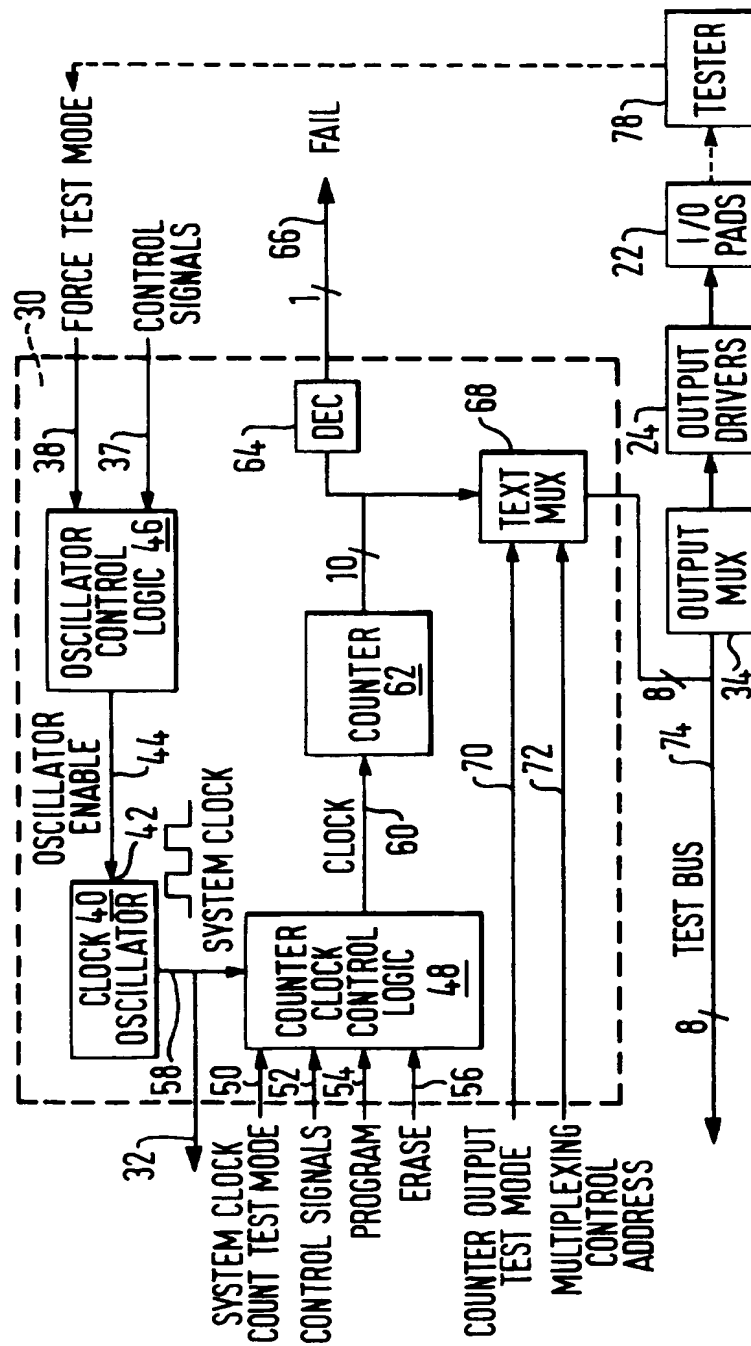 30
FORCE TEST MODE
CONTROL
SIGNALS
38
37
OSCILLATOR
CONTROL
LOGIC 46
OSCILLATOR
ENABLE
44
42
CLOCK 40
OSCILLATOR
SYSTEM CLOCK
58
32
COUNTER
CLOCK
CONTROL
LOGIC
48
SYSTEM CLOCK
COUNT TEST MODE
50
CONTROL SIGNALS
52
PROGRAM
54
ERASE
56
CLOCK
60
COUNTER
62
10
64
DEC
1
66
FAIL
68
TEXT
MUX
COUNTER OUTPUT
TEST MODE
70
MULTIPLEXING
CONTROL
ADDRESS
72
8
TEST BUS
74
8
34
OUTPUT
MUX
24
OUTPUT
DRIVERS
22
I/O
PADS
78
TESTER